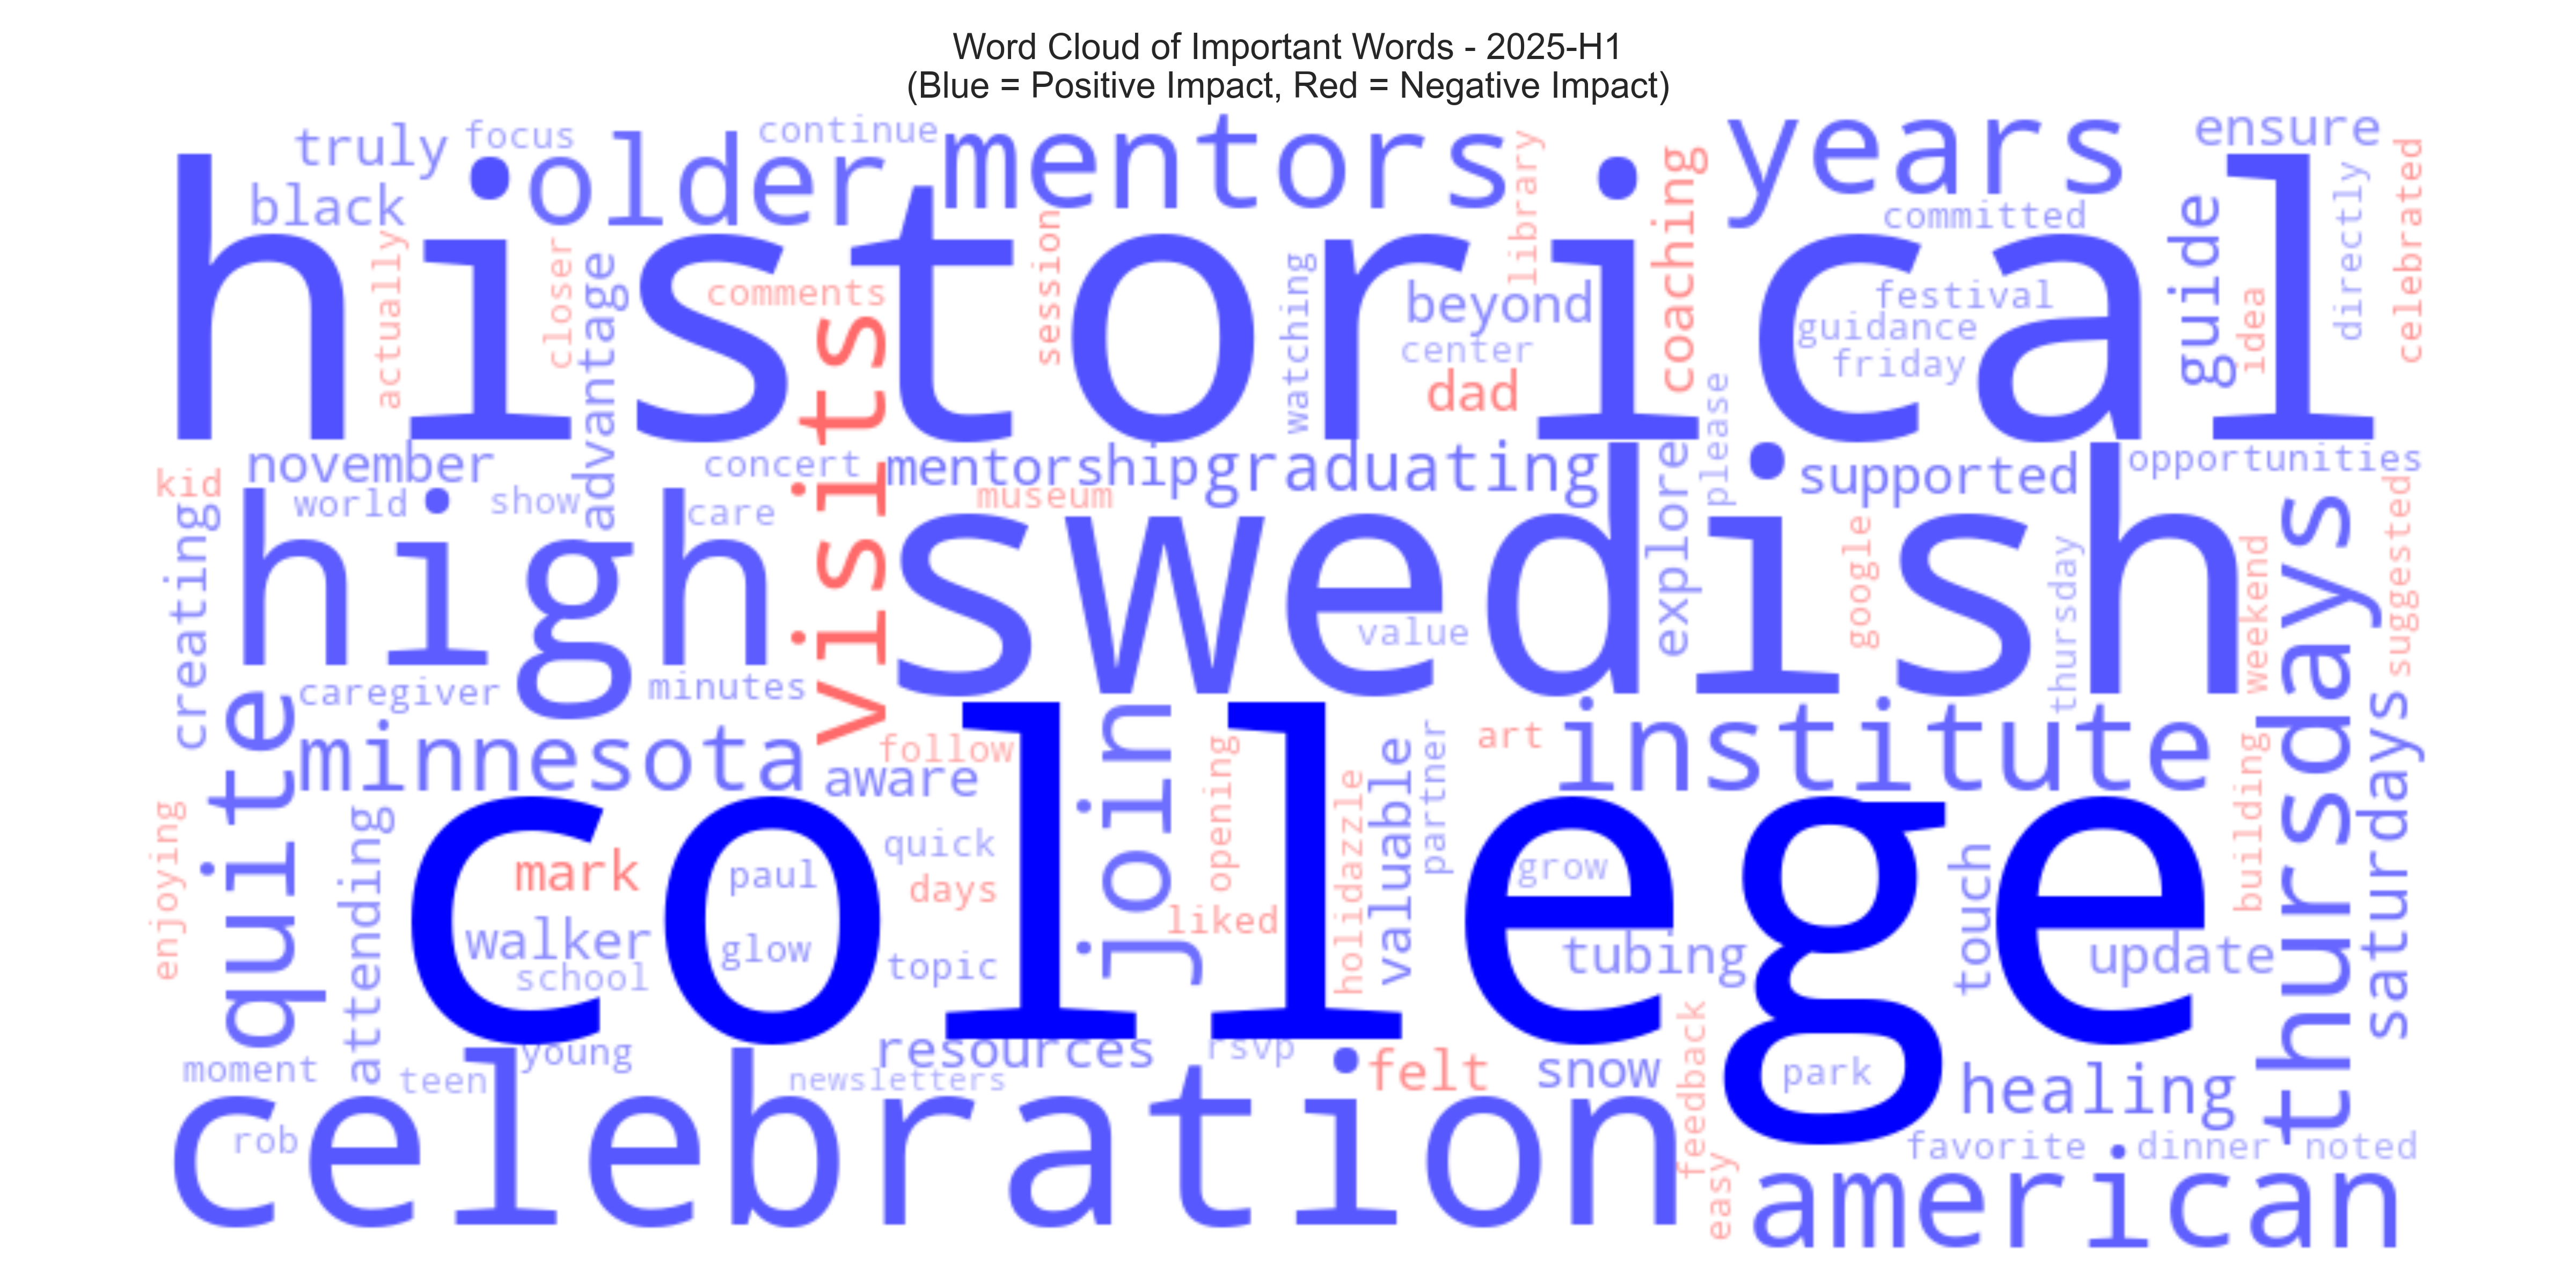 Word Cloud of Important Words - 2025-H1
(Blue = Positive Impact, Red = Negative Impact)
truly
focus
continue
mentors
years
ensure
older
black
library
coaching
committed
guide
directly
celebrated
historical
actually
closer
advantage
comments
session
watching
beyond
center
dad
festival
guidance
friday
idea
please
visits
kid
november
concert
mentorship
graduating
supported
opportunities
world
show
care
museum
explore
high
swedish
creating
value
google
thursday
weekend
suggested
thursdays
caregiver
minutes
quite
minnesota
follow
aware
join
opening
art
institute
partner
valuable
holidazzle
building
saturdays
college
enjoying
attending
mark
paul
quick
days
liked
grow
touch
walker
school
glow
topic
tubing
update
moment
teen
young
resources
rsvp
newsletters
felt
snow
feedback
park
healing
celebration
rob
easy
favorite
dinner
noted
american